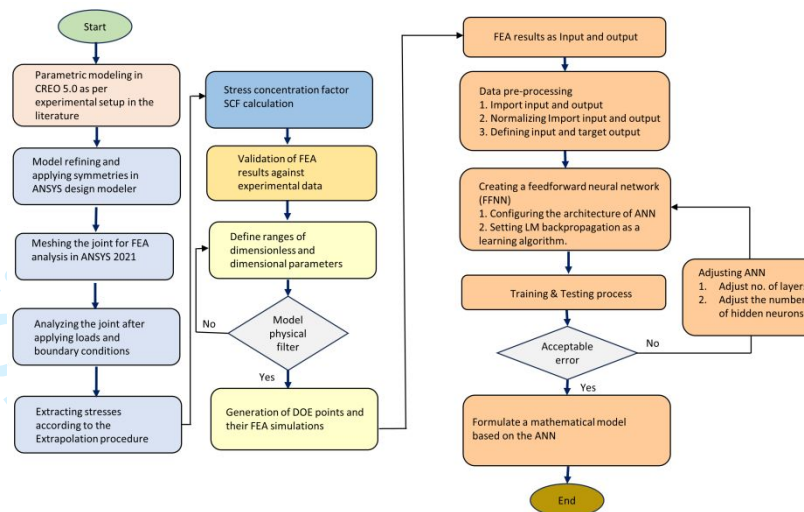 Start
Parametric modeling in
CREO 5.0 as per
experimental setup in the
literature
Model refining and
applying symmetries in
ANSYS design modeler
Meshing the joint for FEA
analysis in ANSYS 2021
Analyzing the joint after
applying loads and
boundary conditions
Extracting stresses
according to the
Extrapolation procedure
Stress concentration factor
SCF calculation
Validation of FEA
results against
experimental data
Define ranges of
dimensionless and
dimensional parameters
No
Model
physical
filter
Yes
Generation of DOE points and
their FEA simulations
FEA results as Input and output
Data pre-processing
1. Import input and output
2. Normalizing Import input and output
3. Defining input and target output
Creating a feedforward neural network
(FFNN)
1. Configuring the architecture of ANN
2. Setting LM backpropagation as a
learning algorithm.
Training & Testing process
Adjusting ANN
1. Adjust no. of layer
2. Adjust the number
of hidden neurons
Acceptable
error
No
Yes
Formulate a mathematical model
based on the ANN
End